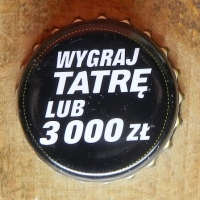 WYGRAJ
TATRĘ
LUB
3 000 ZŁ